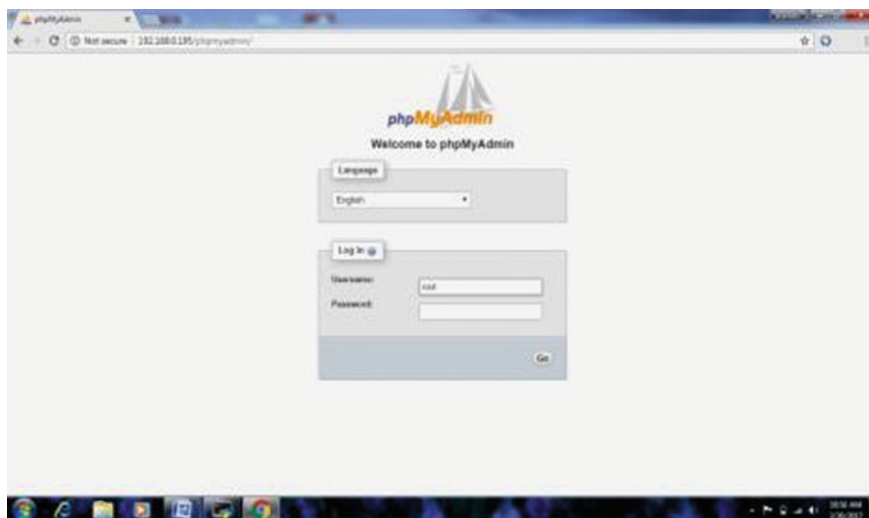 phpMyAdmin
Not secure 192.168.0.195/phpmyadmin/
phpMyAdmin
Welcome to phpMyAdmin
Language
English
Log in
Username:
root
Password:
Go